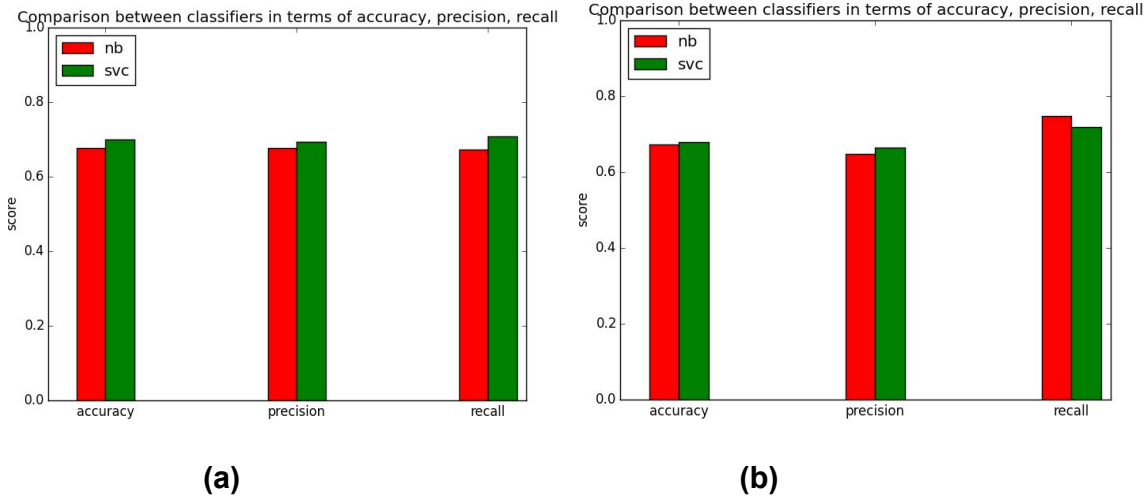 Comparison between classifiers in terms of accuracy, precision, recall
1.0
0.8
0.6
0.4
0.2
0.0
score
nb
svc
accuracy precision recall
(a)
Comparison between classifiers in terms of accuracy, precision, recall
1.0
0.8
0.6
0.4
0.2
0.0
score
nb
svc
accuracy precision recall
(b)